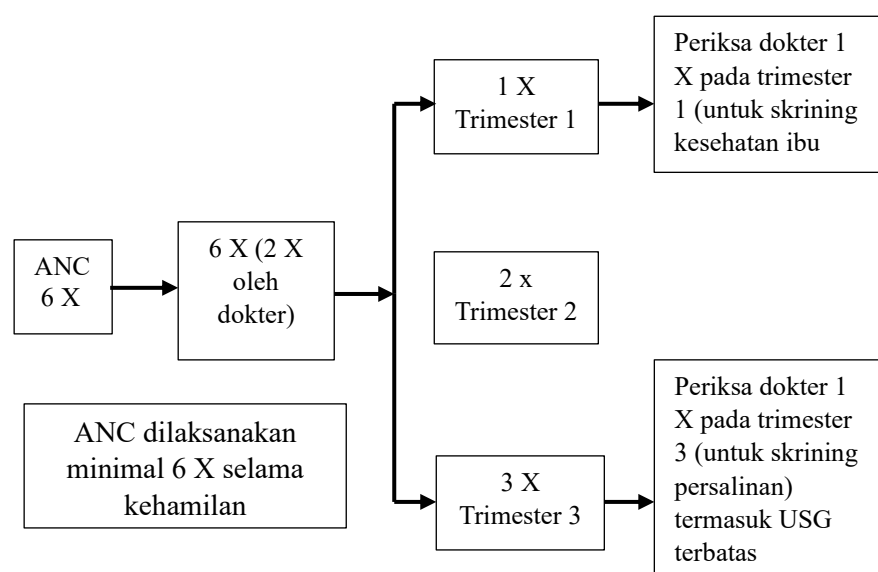 ANC
6 X
6 X (2 X
oleh
dokter)
1 X
Trimester 1
Periksa dokter 1
X pada trimester
1 (untuk skrining
kesehatan ibu
2 x
Trimester 2
3 X
Trimester 3
Periksa dokter 1
X pada trimester
3 (untuk skrining
persalinan)
termasuk USG
terbatas
ANC dilaksanakan
minimal 6 X selama
kehamilan